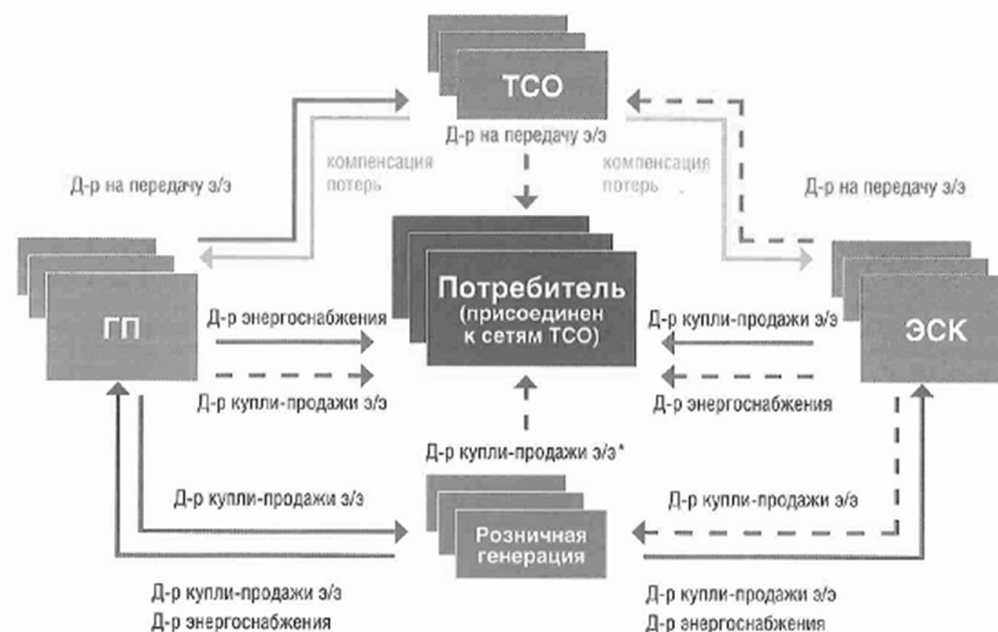 ТСО
Д-р на передачу э/э
компенсация
потерь
компенсация
потерь
Д-р на передачу э/э
Д-р на передачу э/э
Потребитель
(присоединен
к сетям ТСО)
ГП
Д-р энергоснабжения
Д-р купли-продажи э/э
ЭСК
Д-р купли-продажи э/э
Д-р энергоснабжения
Д-р купли-продажи э/э*
Д-р купли-продажи э/э
Д-р купли-продажи э/э
Розничная
генерация
Д-р купли-продажи э/э
Д-р энергоснабжения
Д-р купли-продажи э/э
Д-р энергоснабжения